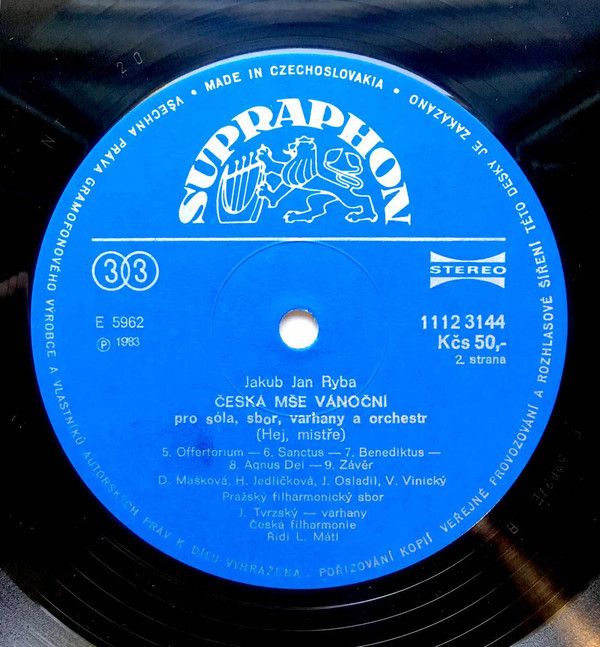 VŠECHNA PRÁVA GRAMOFONOVÉHO VÝROBCE A VLASTNÍKŮ AUTORSKÝCH PRÁV K DÍLU VYHRAŽENA. POŘIZOVÁNÍ KOPIÍ VEŘEJNÉ PROVOZOVÁNÍ A ROZHLASOVÉ ŠÍŘENÍ TÉTO DESKY JE ZAKÁZÁNO
• MADE IN CZECHOSLOVAKIA •
SUPRAPHON
33
STEREO
E 5962
1112 3144
Ⓟ 1983
Kčs 50,-
2. strana
Jakub Jan Ryba
ČESKÁ MŠE VÁNOČNÍ
pro sóla, sbor, varhany a orchestr
(Hej, mistře)
5. Offertorium — 6. Sanctus — 7. Benediktus —
8. Agnus Dei — 9. Závěr
D. Mašková, H. Jedličková, J. Osladil, V. Vinický
Pražský filharmonický sbor
J. Tvrzský — varhany
Česká filharmonie
Řídí L. Mátl